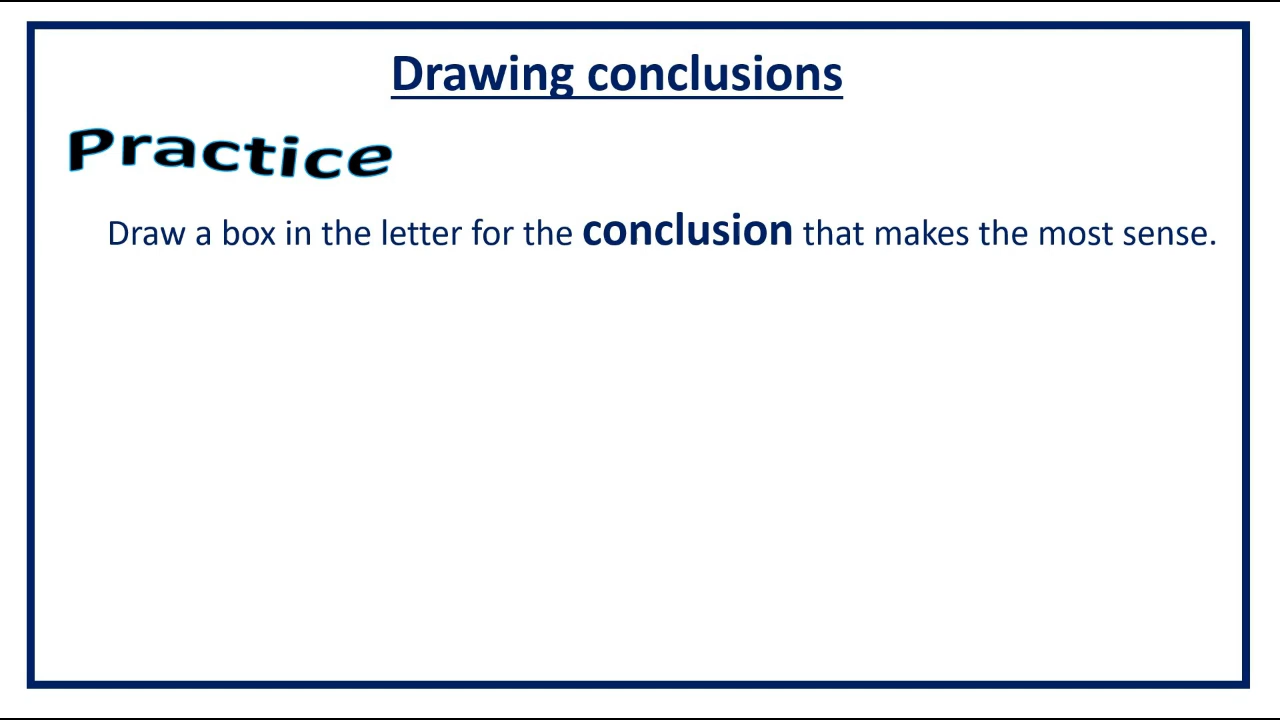 Drawing conclusions
Practice
Draw a box in the letter for the conclusion that makes the most sense.